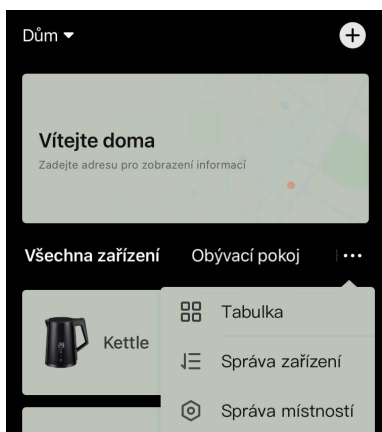 Dům
Vítejte doma
Zadejte adresu pro zobrazení informací
Všechna zařízení Obývací pokoj
Kettle
Tabulka
Správa zařízení
Správa místností